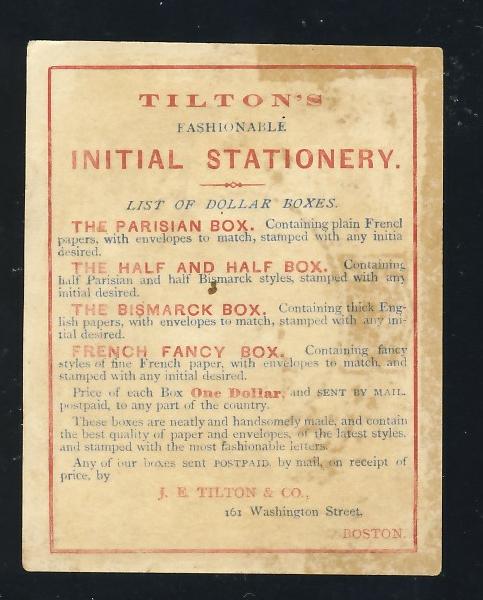 TILTON'S
FASHIONABLE
INITIAL STATIONERY.
LIST OF DOLLAR BOXES.
THE PARISIAN BOX. Containing plain Frencl
papers, with envelopes to match, stamped with any initia
desired.
THE HALF AND HALF BOX. Containing
half Parisian and half Bismarck styles, stamped with any
initial desired.
THE BISMARCK BOX. Containing thick Eng-
lish papers, with envelopes to match, stamped with any ini-
tial desired.
FRENCH FANCY BOX. Containing fancy
styles of fine French paper, with envelopes to match, and
stamped with any initial desired.
Price of each Box One Dollar, and SENT BY MAIL,
postpaid, to any part of the country.
These boxes are neatly and handsomely made, and contain
the best quality of paper and envelopes, of the latest styles,
and stamped with the most fashionable letters.
Any of our boxes sent POSTPAID, by mail, on receipt of
price, by
J. E. TILTON & CO.,
161 Washington Street,
BOSTON.